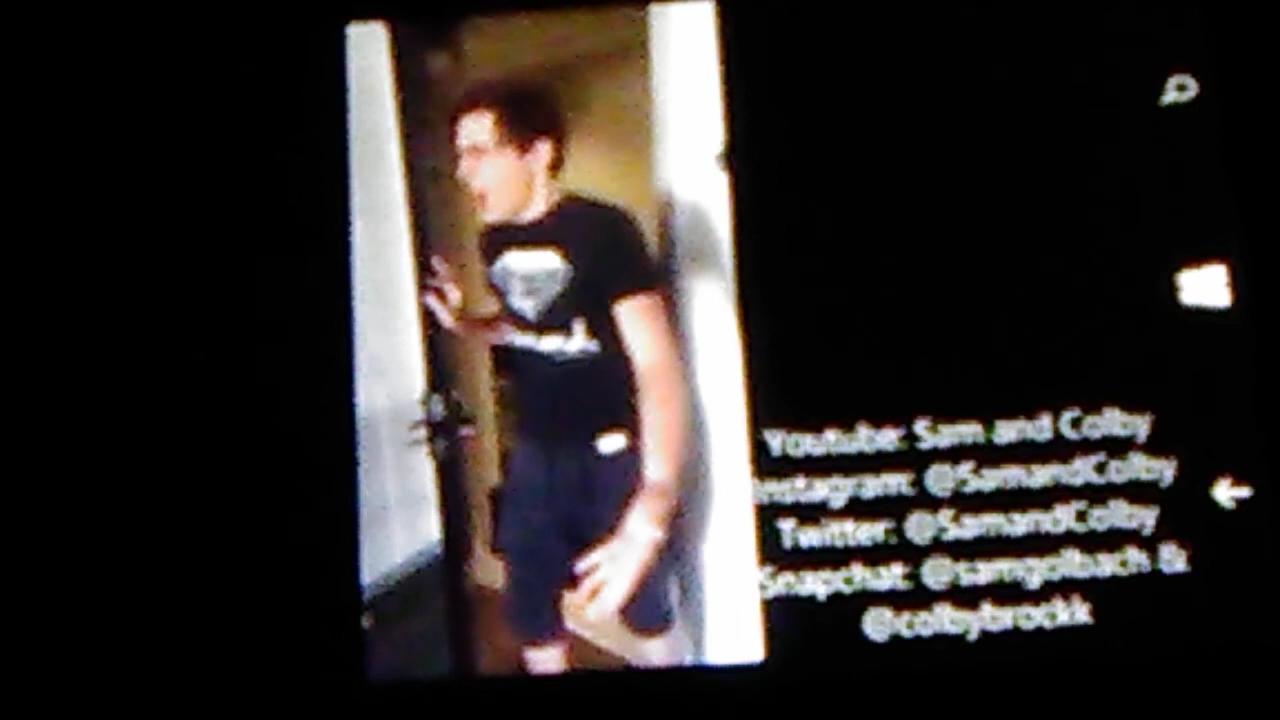 Youtube: Sam and Colby
Instagram: @SamandColby
Twitter: @SamandColby
Snapchat: @samgolbach &
@colbybrockk